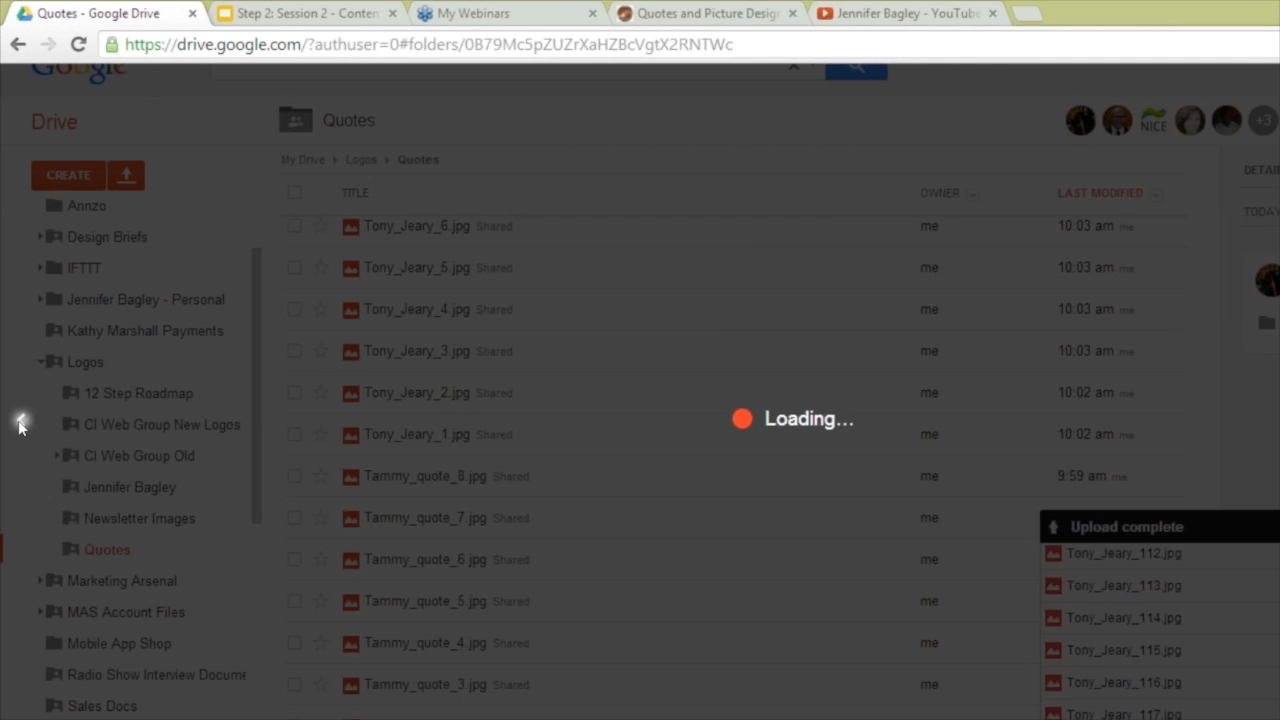 Quotes - Google Drive
Step 2: Session 2 - Conten
My Webinars
Quotes and Picture Desig
Jennifer Bagley - YouTube
https://drive.google.com/?authuser=0#folders/0B79Mc5pZUZrXaHZBcVgtX2RNTWc
Google
Drive
Quotes
NICE
+3
CREATE
My Drive Logos Quotes
TITLE OWNER LAST MODIFIED
DETAI
TODAY
Annzo
Design Briefs
IFTTT
Jennifer Bagley - Personal
Kathy Marshall Payments
Logos
12 Step Roadmap
CI Web Group New Logos
CI Web Group Old
Jennifer Bagley
Newsletter Images
Quotes
Marketing Arsenal
MAS Account Files
Mobile App Shop
Radio Show Interview Docume
Sales Docs
Tony_Jeary_6.jpg Shared me 10:03 am me
Tony_Jeary_5.jpg Shared me 10:03 am me
Tony_Jeary_4.jpg Shared me 10:03 am me
Tony_Jeary_3.jpg Shared me 10:03 am me
Tony_Jeary_2.jpg Shared me 10:02 am me
Tony_Jeary_1.jpg Shared me 10:02 am me
Tammy_quote_8.jpg Shared me 9:59 am me
Tammy_quote_7.jpg Shared me
Tammy_quote_6.jpg Shared me
Tammy_quote_5.jpg Shared me
Tammy_quote_4.jpg Shared me
Tammy_quote_3.jpg Shared me
Loading...
Upload complete
Tony_Jeary_112.jpg
Tony_Jeary_113.jpg
Tony_Jeary_114.jpg
Tony_Jeary_115.jpg
Tony_Jeary_116.jpg
Tony_Jeary_117.jpg